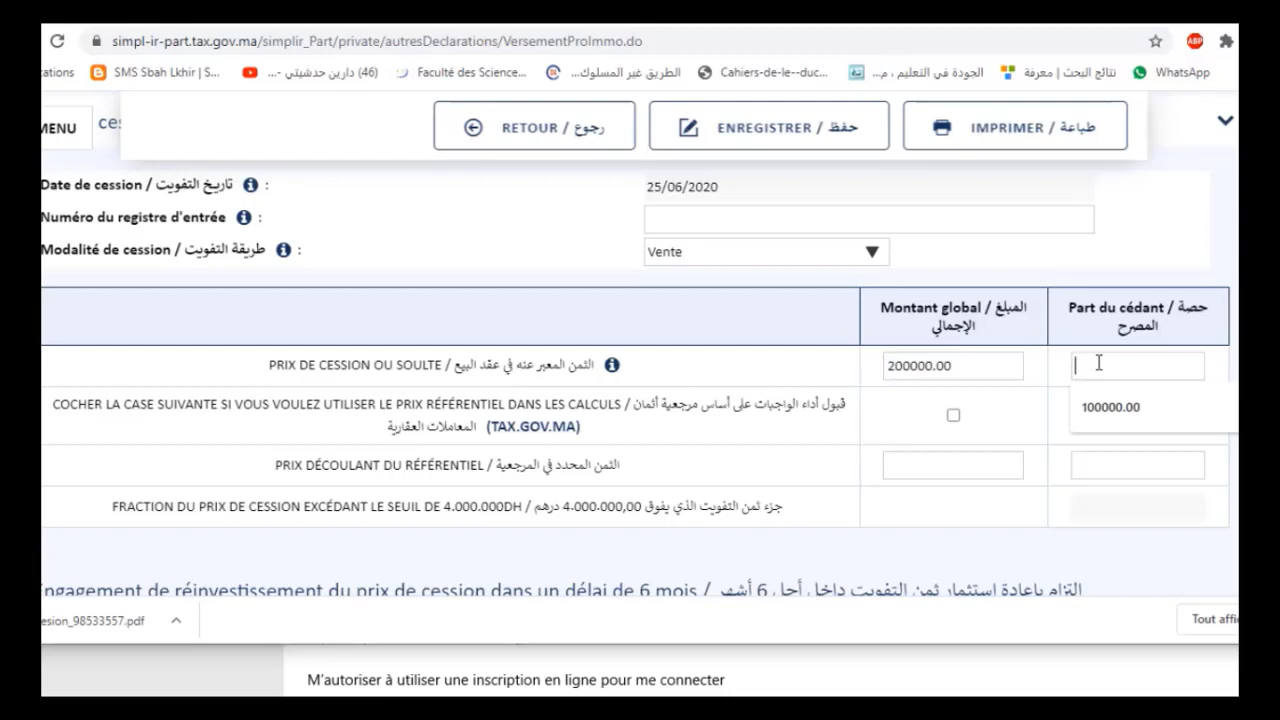 simpl-ir-part.tax.gov.ma/simplir_Part/private/autresDeclarations/VersementProImmo.do
ABP
SMS Sbah Lkhir | S...
(46) دارين حدشيتي -...
Faculté des Science...
الطريق غير المسلوك...
Cahiers-de-le--duc...
الجودة في التعليم ، م...
نتائج البحث | معرفة
WhatsApp
MENU
RETOUR / رجوع
ENREGISTRER / حفظ
IMPRIMER / طباعة
Date de cession / تاريخ التفويت :
25/06/2020
Numéro du registre d'entrée :
Modalité de cession / طريقة التفويت :
Vente
Montant global / المبلغ
الإجمالي
Part du cédant / حصة
المصرح
PRIX DE CESSION OU SOULTE / الثمن المعبر عنه في عقد البيع
200000.00
100000.00
COCHER LA CASE SUIVANTE SI VOUS VOULEZ UTILISER LE PRIX RÉFÉRENTIEL DANS LES CALCULS / قبول أداء الواجبات على أساس مرجعية أثمان
المعاملات العقارية (TAX.GOV.MA)
PRIX DÉCOULANT DU RÉFÉRENTIEL / الثمن المحدد في المرجعية
FRACTION DU PRIX DE CESSION EXCÉDANT LE SEUIL DE 4.000.000DH / جزء ثمن التفويت الذي يفوق 4.000.000,00 درهم
ngagement de réinvestissement du prix de cession dans un délai de 6 mois / التزام بإعادة استثمار ثمن التفويت داخل أجل 6 أشهر
esion_98533557.pdf
Tout affi
M'autoriser à utiliser une inscription en ligne pour me connecter